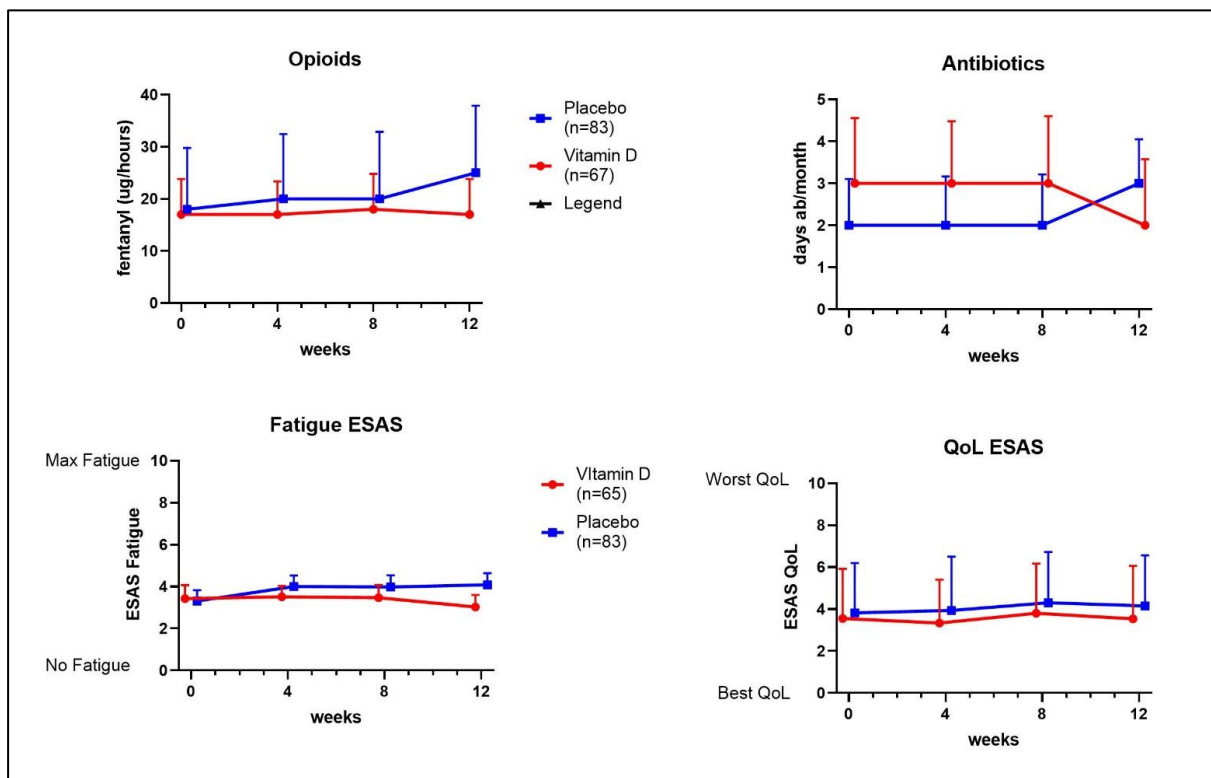 Opioids
40
30
20
10
0
fentanyl (ug/hours)
0 4 8 12
weeks
Placebo
(n=83)
Vitamin D
(n=67)
Legend
Antibiotics
5
4
3
2
1
0
days ab/month
0 4 8 12
weeks
Fatigue ESAS
Max Fatigue
10
8
6
4
2
0
ESAS Fatigue
No Fatigue
0 4 8 12
weeks
VItamin D
(n=65)
Placebo
(n=83)
QoL ESAS
Worst QoL
10
8
6
4
2
0
ESAS QoL
Best QoL
0 4 8 12
weeks